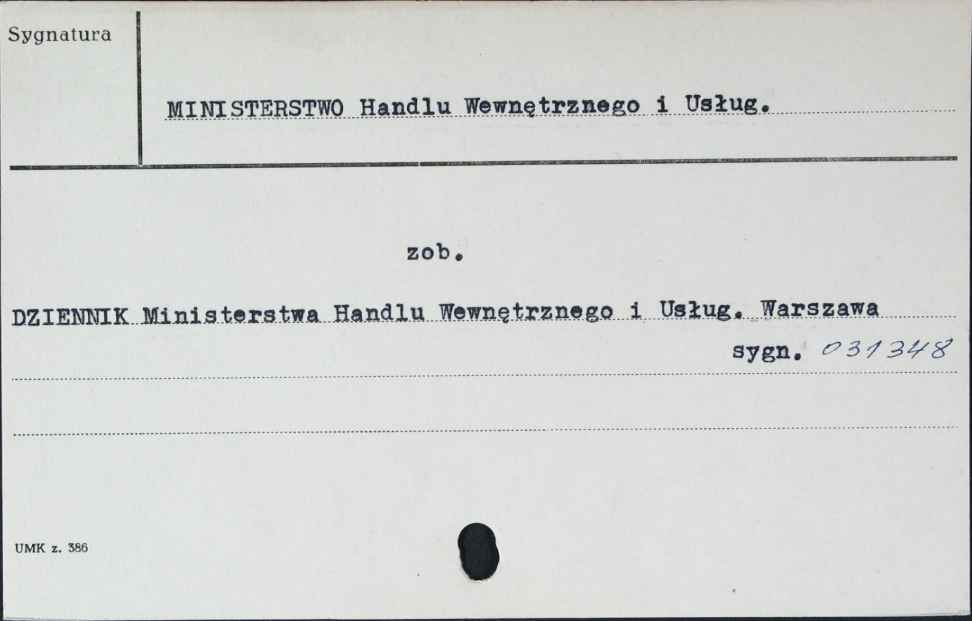 Sygnatura
MINISTERSTWO Handlu Wewnętrznego i Usług.
zob.
DZIENNIK Ministerstwa Handlu Wewnętrznego i Usług. Warszawa
sygn. 031348
UMK z. 386